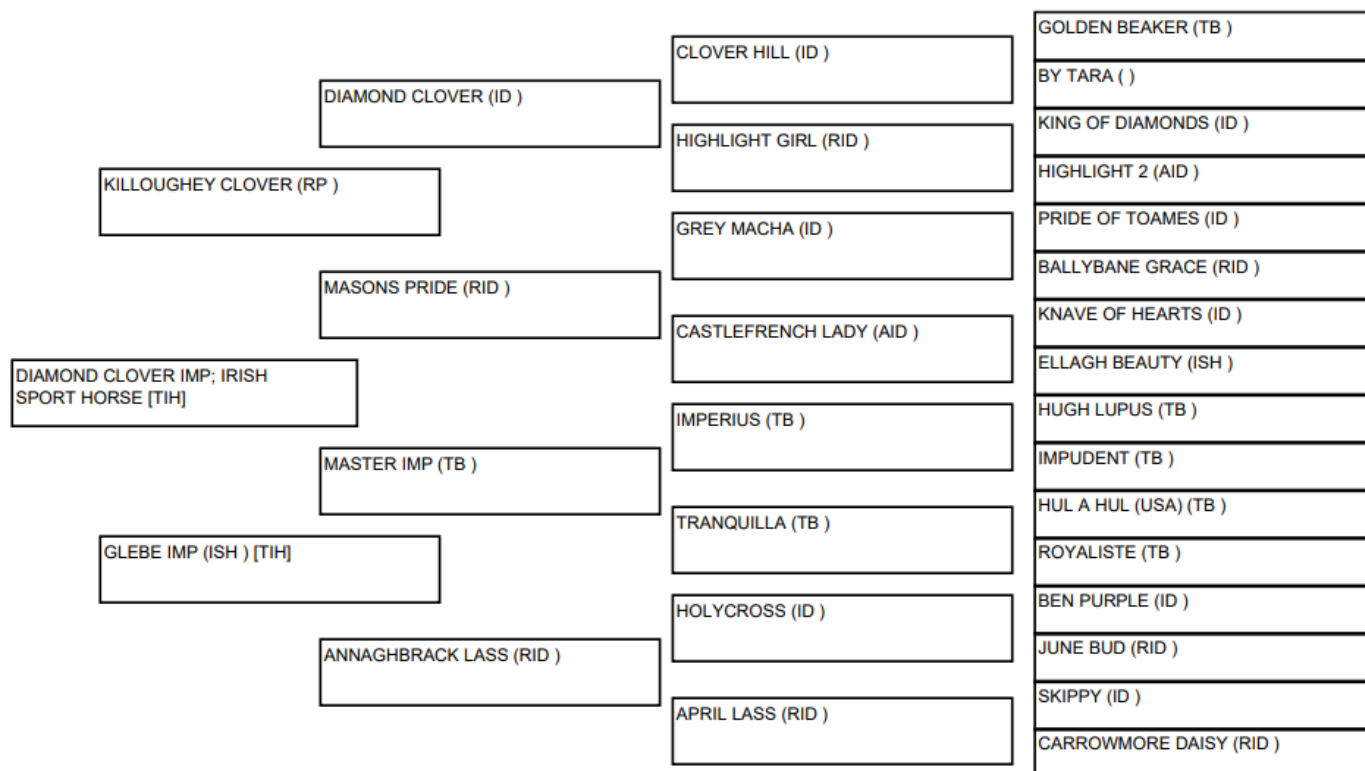 GOLDEN BEAKER (TB )
CLOVER HILL (ID )
BY TARA ( )
DIAMOND CLOVER (ID )
KING OF DIAMONDS (ID )
HIGHLIGHT GIRL (RID )
HIGHLIGHT 2 (AID )
KILLOUGHEY CLOVER (RP )
PRIDE OF TOAMES (ID )
GREY MACHA (ID )
BALLYBANE GRACE (RID )
MASONS PRIDE (RID )
KNAVE OF HEARTS (ID )
CASTLEFRENCH LADY (AID )
ELLAGH BEAUTY (ISH )
DIAMOND CLOVER IMP; IRISH
SPORT HORSE [TIH]
HUGH LUPUS (TB )
IMPERIUS (TB )
IMPUDENT (TB )
MASTER IMP (TB )
HUL A HUL (USA) (TB )
TRANQUILLA (TB )
ROYALISTE (TB )
GLEBE IMP (ISH ) [TIH]
BEN PURPLE (ID )
HOLYCROSS (ID )
JUNE BUD (RID )
ANNAGHBRACK LASS (RID )
SKIPPY (ID )
APRIL LASS (RID )
CARROWMORE DAISY (RID )